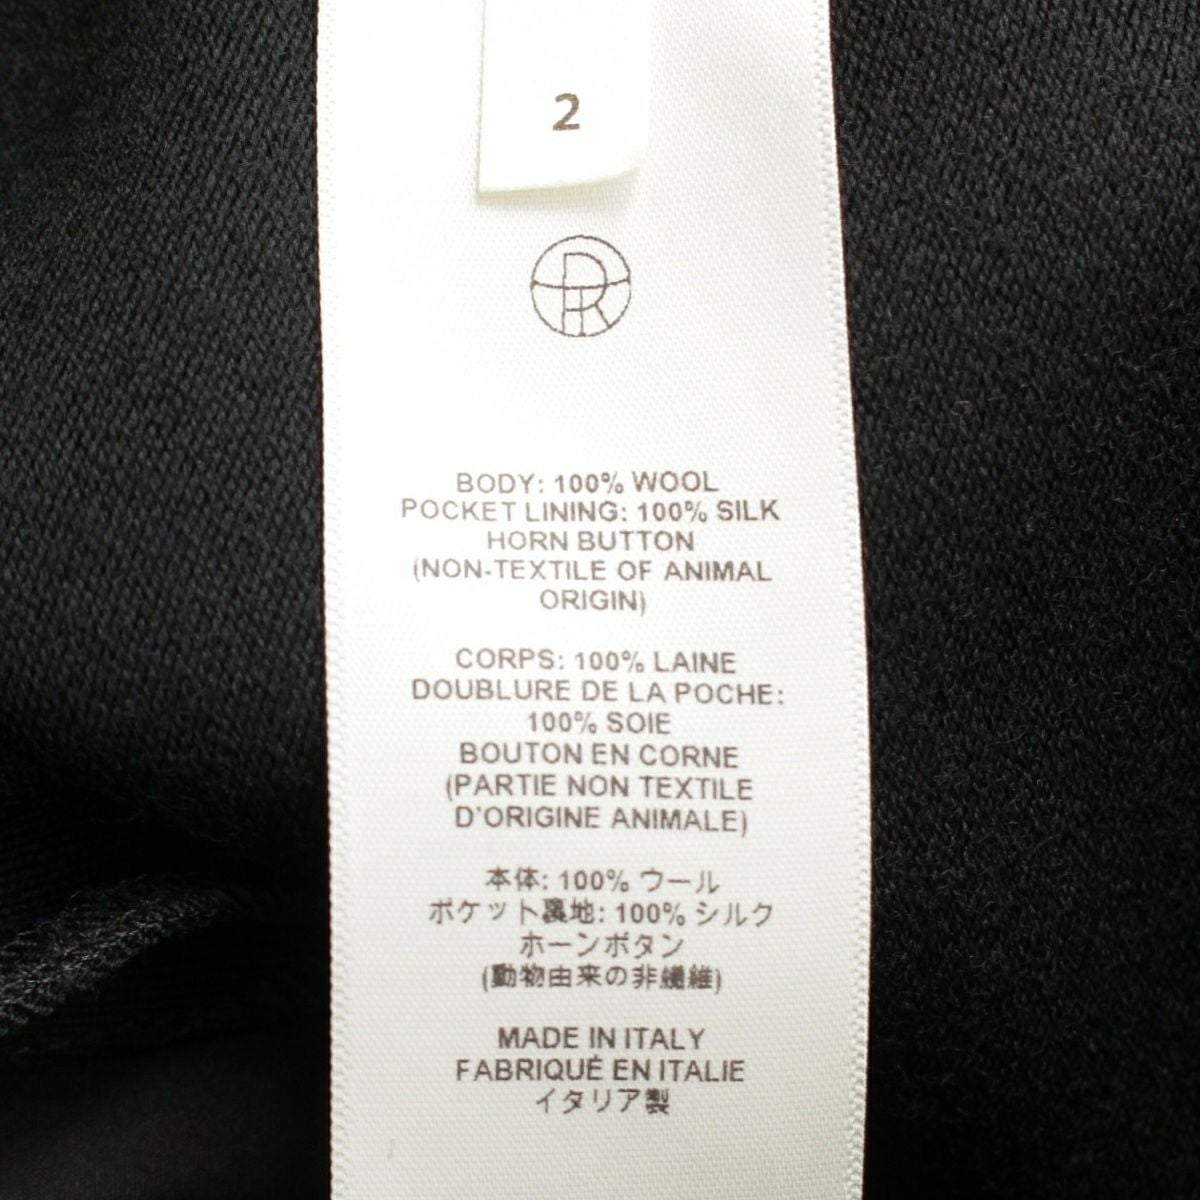 2
R
BODY: 100% WOOL
POCKET LINING: 100% SILK
HORN BUTTON
(NON-TEXTILE OF ANIMAL
ORIGIN)
CORPS: 100% LAINE
DOUBLURE DE LA POCHE:
100% SOIE
BOUTON EN CORNE
(PARTIE NON TEXTILE
D'ORIGINE ANIMALE)
本体: 100% ウール
ポケット裏地: 100% シルク
ホーンボタン
(動物由来の非繊維)
MADE IN ITALY
FABRIQUÉ EN ITALIE
イタリア製